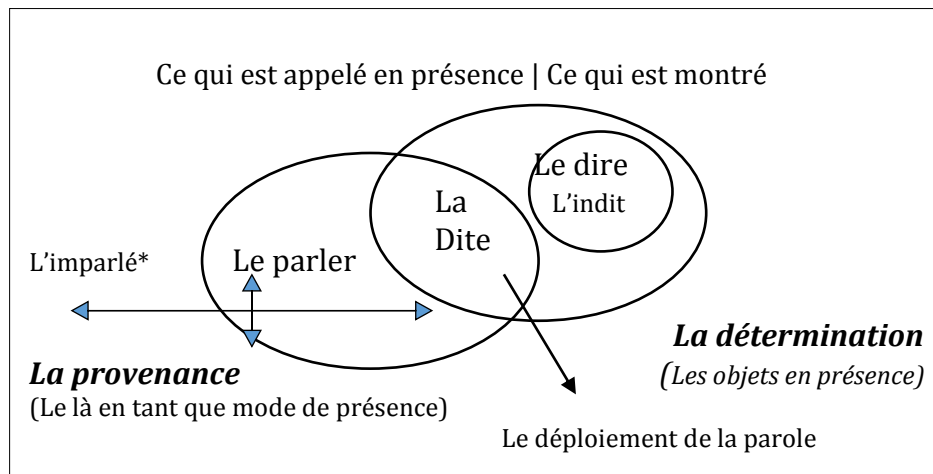 Ce qui est appelé en présence | Ce qui est montré
Le dire
L'indit
La
Dite
L'imparlé*
Le parler
La provenance
(Le là en tant que mode de présence)
La détermination
(Les objets en présence)
Le déploiement de la parole